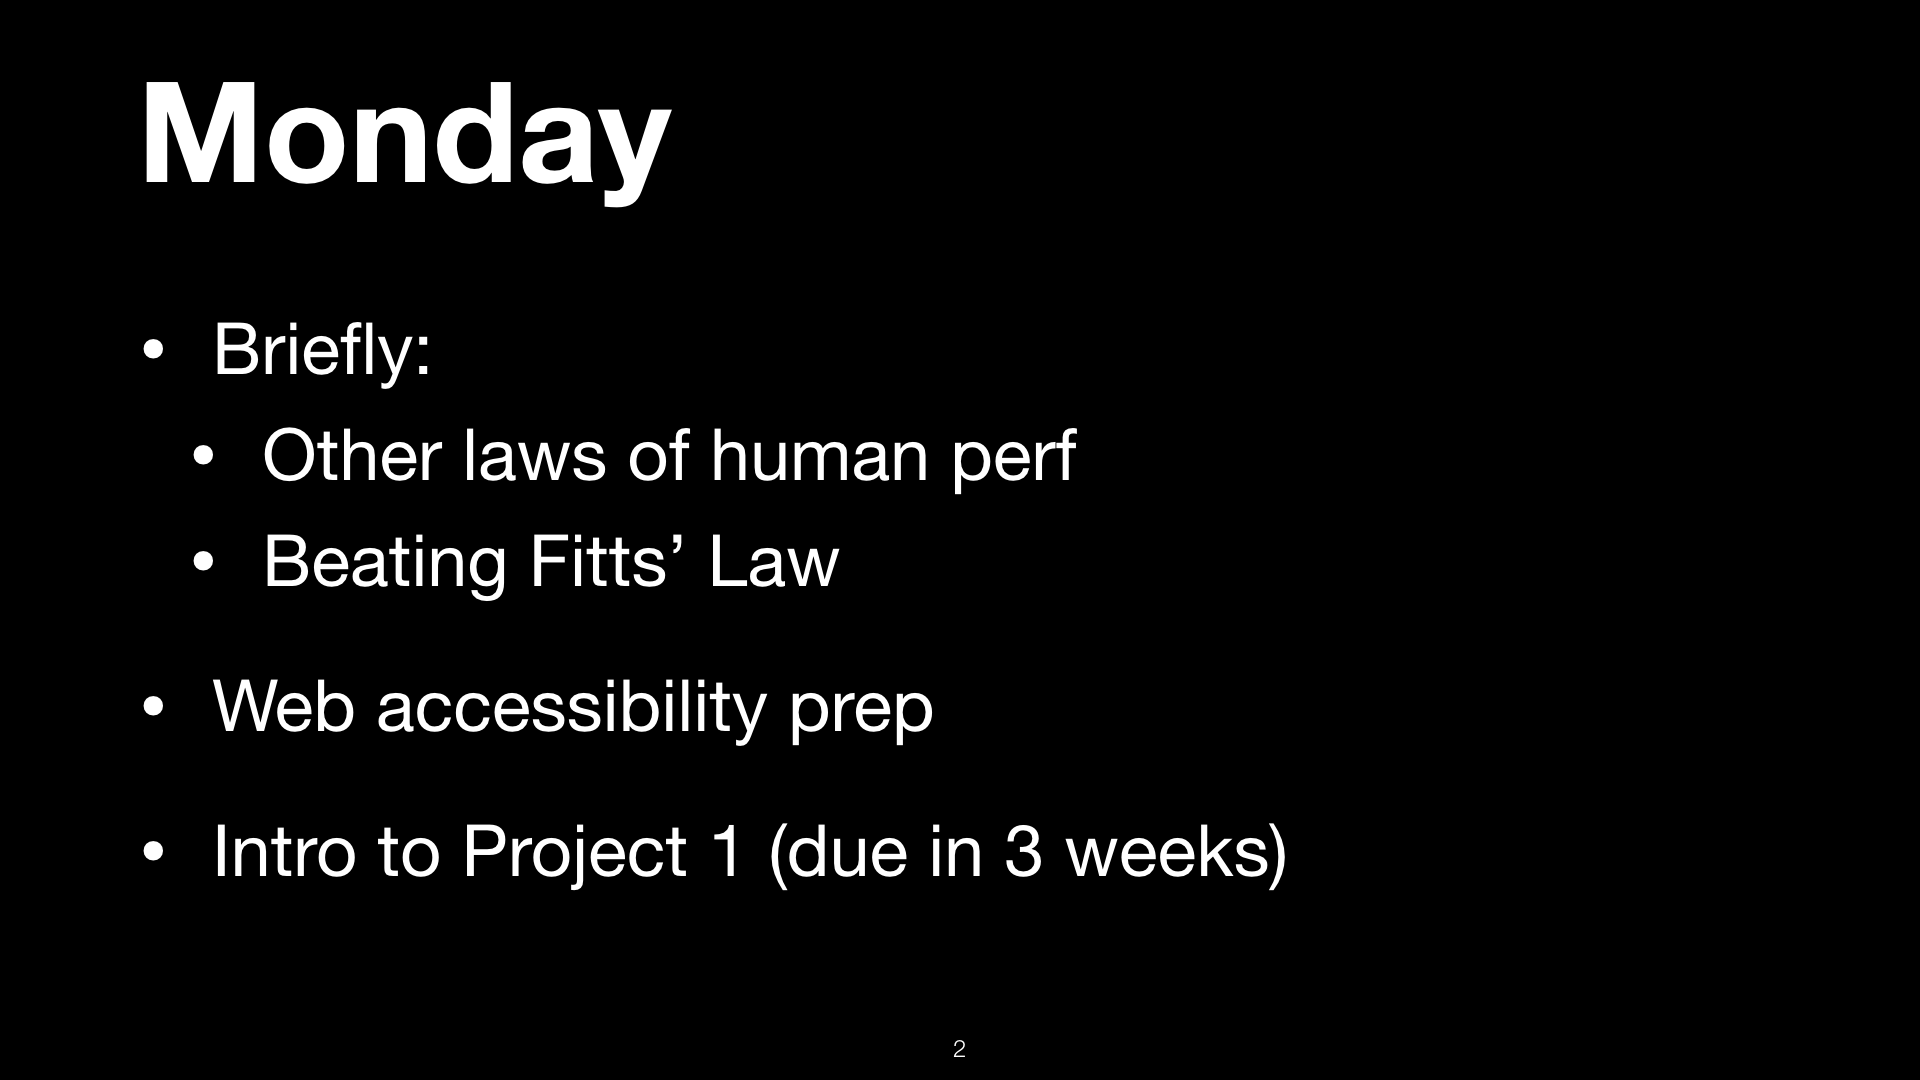 Monday
• Briefly:
• Other laws of human perf
• Beating Fitts’ Law
• Web accessibility prep
• Intro to Project 1 (due in 3 weeks)
2